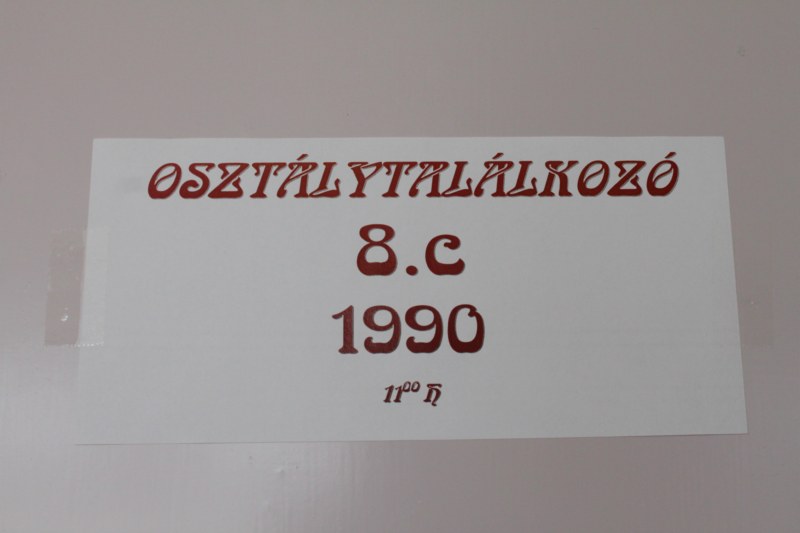 OSZTÁLYTALÁLKOZÓ
8.c
1990
11⁰⁰ h